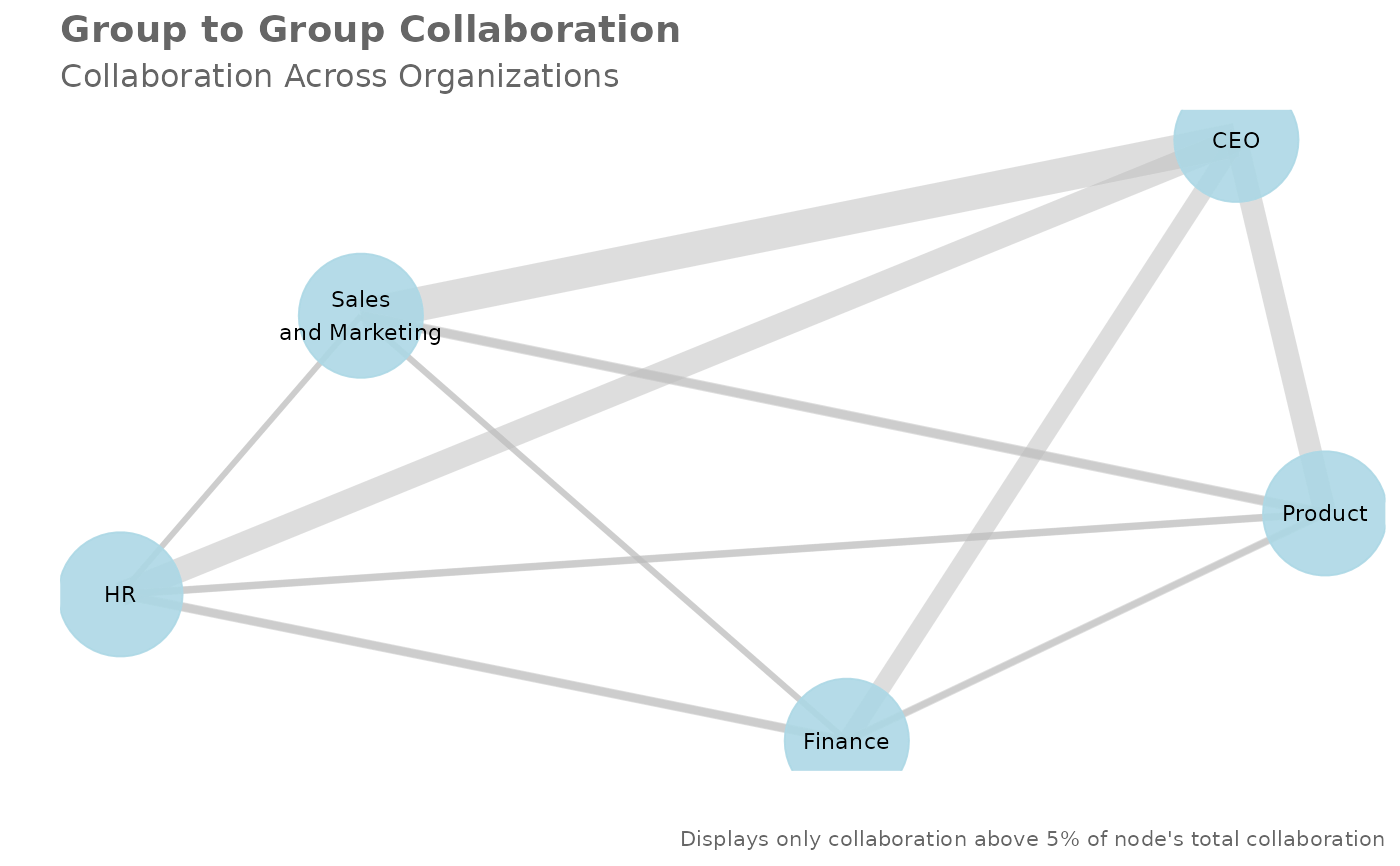 Group to Group Collaboration
Collaboration Across Organizations
CEO
Sales
and Marketing
Product
HR
Finance
Displays only collaboration above 5% of node's total collaboration